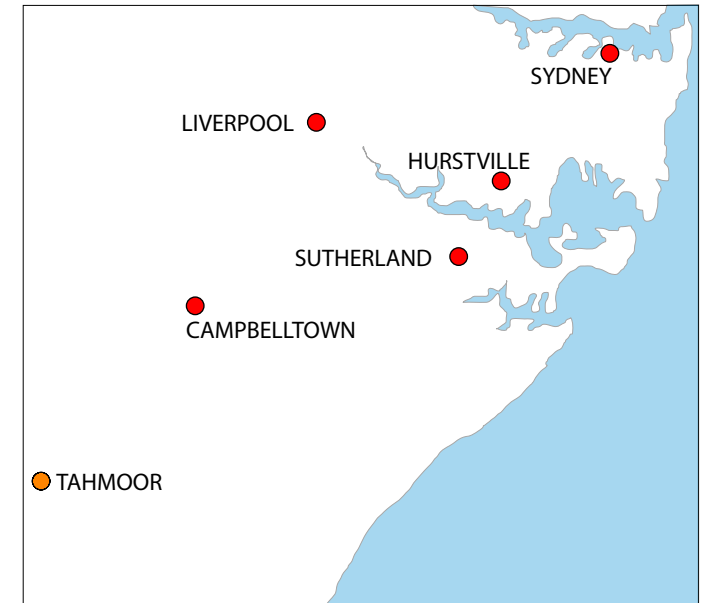 SYDNEY
LIVERPOOL
HURSTVILLE
SUTHERLAND
CAMPBELLTOWN
TAHMOOR